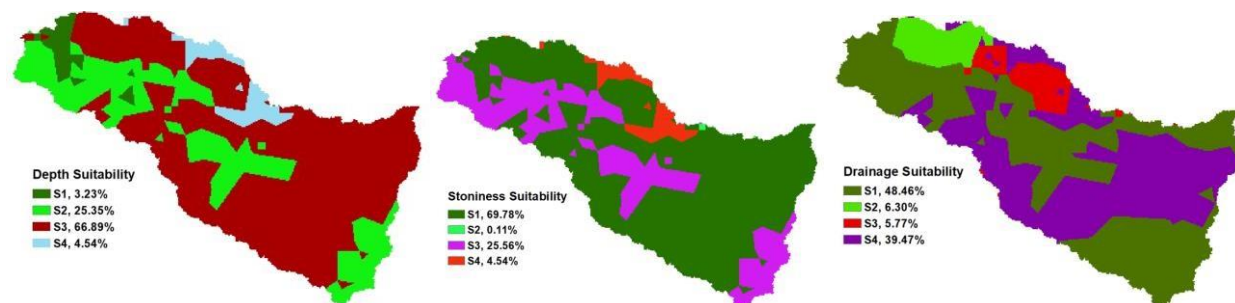 Depth Suitability
S1, 3.23%
S2, 25.35%
S3, 66.89%
S4, 4.54%
Stoniness Suitability
S1, 69.78%
S2, 0.11%
S3, 25.56%
S4, 4.54%
Drainage Suitability
S1, 48.46%
S2, 6.30%
S3, 5.77%
S4, 39.47%